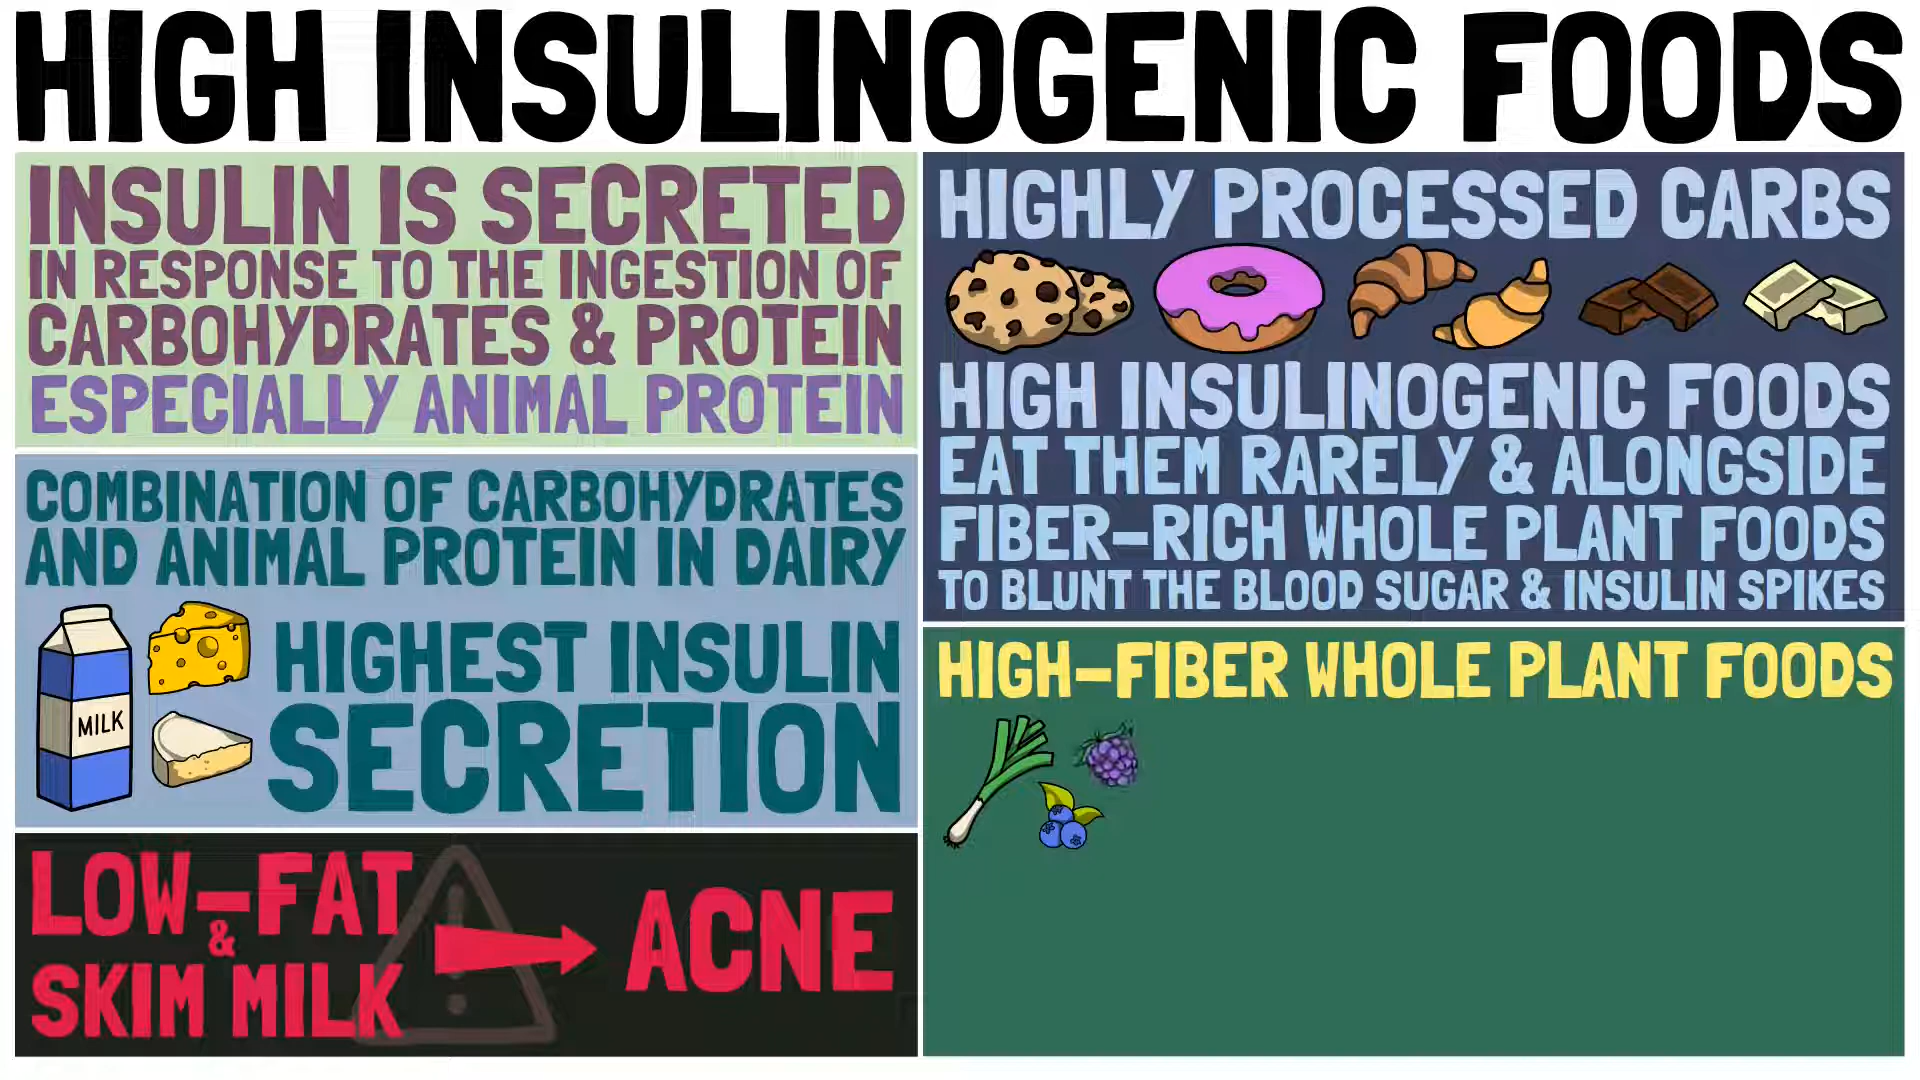 HIGH INSULINOGENIC FOODS
INSULIN IS SECRETED
IN RESPONSE TO THE INGESTION OF
CARBOHYDRATES & PROTEIN
ESPECIALLY ANIMAL PROTEIN
COMBINATION OF CARBOHYDRATES
AND ANIMAL PROTEIN IN DAIRY
MILK
HIGHEST INSULIN
SECRETION
LOW-FAT
&
SKIM MILK
ACNE
HIGHLY PROCESSED CARBS
HIGH INSULINOGENIC FOODS
EAT THEM RARELY & ALONGSIDE
FIBER-RICH WHOLE PLANT FOODS
TO BLUNT THE BLOOD SUGAR & INSULIN SPIKES
HIGH-FIBER WHOLE PLANT FOODS